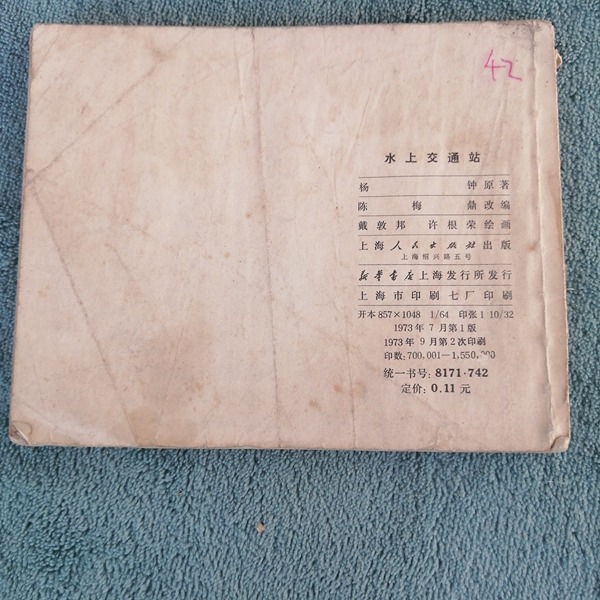 42
水上交通站
杨 钟原著
陈 梅 鼎改编
戴敦邦 许根荣绘画
上海人民出版社出版
上海绍兴路五号
新华书店上海发行所发行
上海市印刷七厂印刷
开本 857×1048 1/64 印张 1 10/32
1973年7月第1版
1973年9月第2次印刷
印数: 700,001—1,550,000
统一书号: 8171·742
定价: 0.11 元